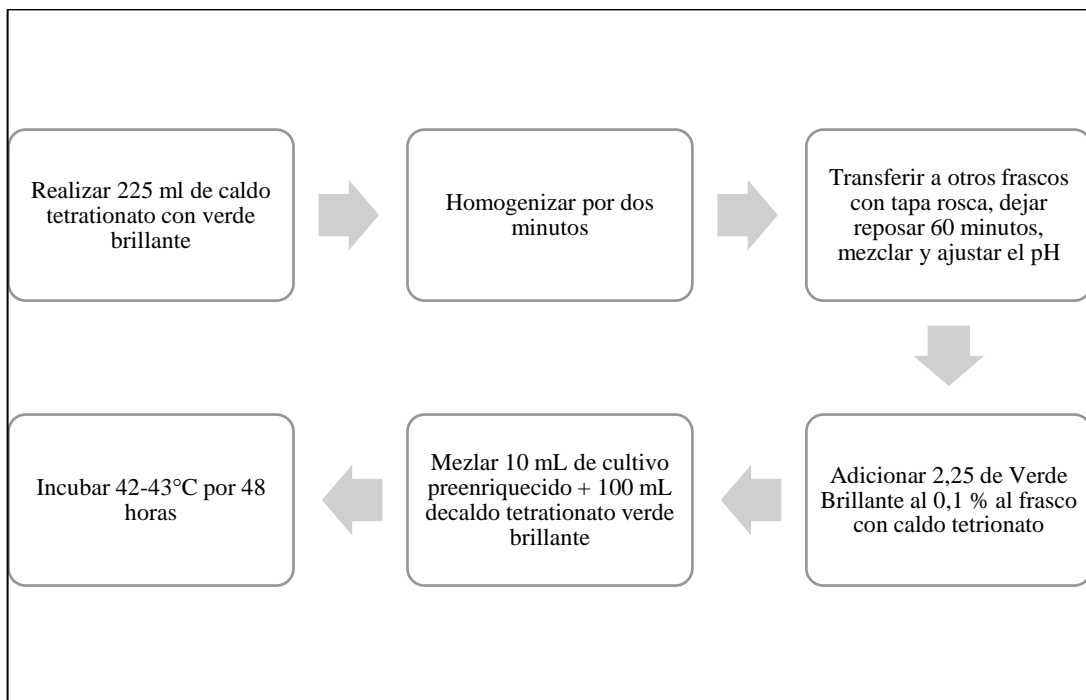 Realizar 225 ml de caldo
tetrationato con verde
brillante
Homogenizar por dos
minutos
Transferir a otros frascos
con tapa rosca, dejar
reposar 60 minutos,
mezclar y ajustar el pH
Adicionar 2,25 de Verde
Brillante al 0,1 % al frasco
con caldo tetrionato
Mezlar 10 mL de cultivo
preenriquecido + 100 mL
decaldo tetrationato verde
brillante
Incubar 42-43°C por 48
horas